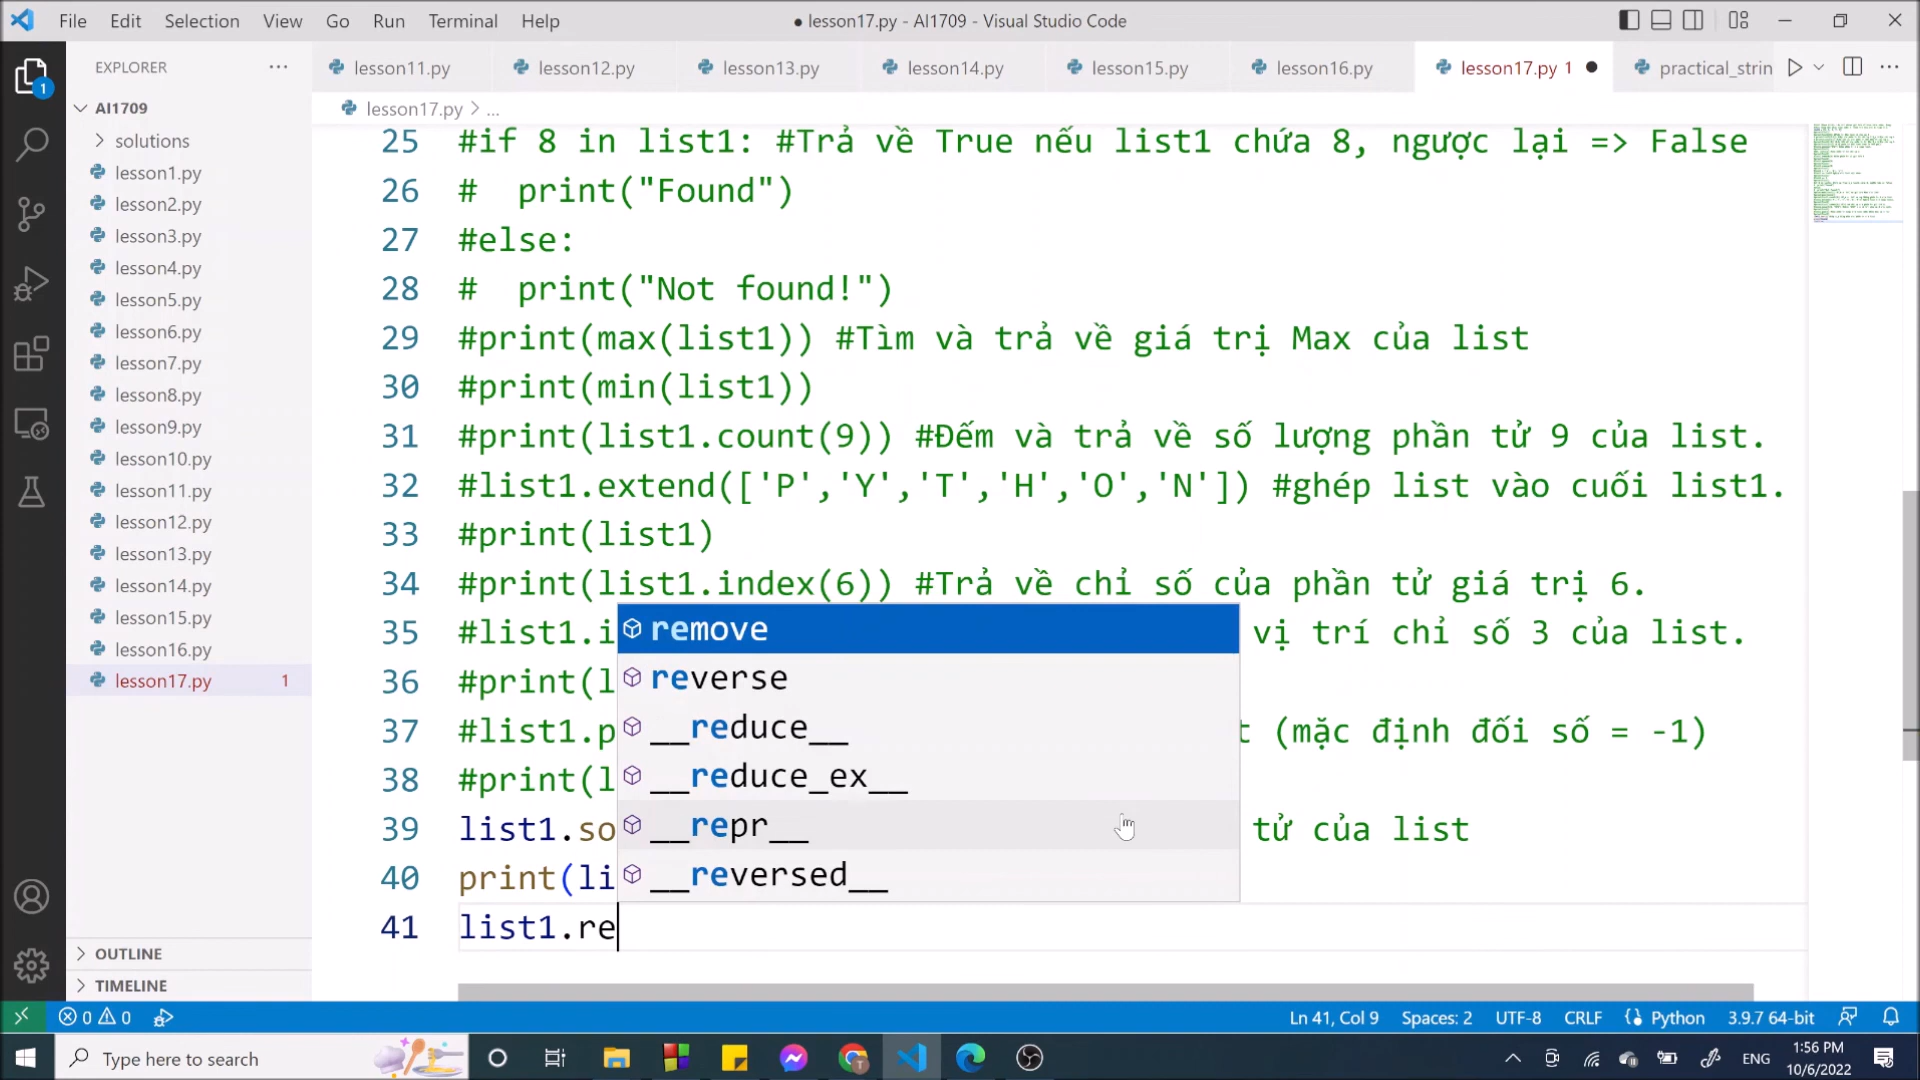 File Edit Selection View Go Run Terminal Help
● lesson17.py - AI1709 - Visual Studio Code
EXPLORER
lesson11.py lesson12.py lesson13.py lesson14.py lesson15.py lesson16.py lesson17.py 1 ● practical_strin
1
AI1709
lesson17.py > ...
solutions
lesson1.py
lesson2.py
lesson3.py
lesson4.py
lesson5.py
lesson6.py
lesson7.py
lesson8.py
lesson9.py
lesson10.py
lesson11.py
lesson12.py
lesson13.py
lesson14.py
lesson15.py
lesson16.py
lesson17.py 1
OUTLINE
TIMELINE
25 #if 8 in list1: #Trả về True nếu list1 chứa 8, ngược lại => False
26 #  print("Found")
27 #else:
28 #  print("Not found!")
29 #print(max(list1)) #Tìm và trả về giá trị Max của list
30 #print(min(list1))
31 #print(list1.count(9)) #Đếm và trả về số lượng phần tử 9 của list.
32 #list1.extend(['P','Y','T','H','O','N']) #ghép list vào cuối list1.
33 #print(list1)
34 #print(list1.index(6)) #Trả về chỉ số của phần tử giá trị 6.
35 #list1.i vị trí chỉ số 3 của list.
36 #print(l
37 #list1.p t (mặc định đối số = -1)
38 #print(l
39 list1.so tử của list
40 print(li
41 list1.re
remove
reverse
__reduce__
__reduce_ex__
__repr__
__reversed__
0 0 Ln 41, Col 9 Spaces: 2 UTF-8 CRLF Python 3.9.7 64-bit
Type here to search
ENG
1:56 PM
10/6/2022